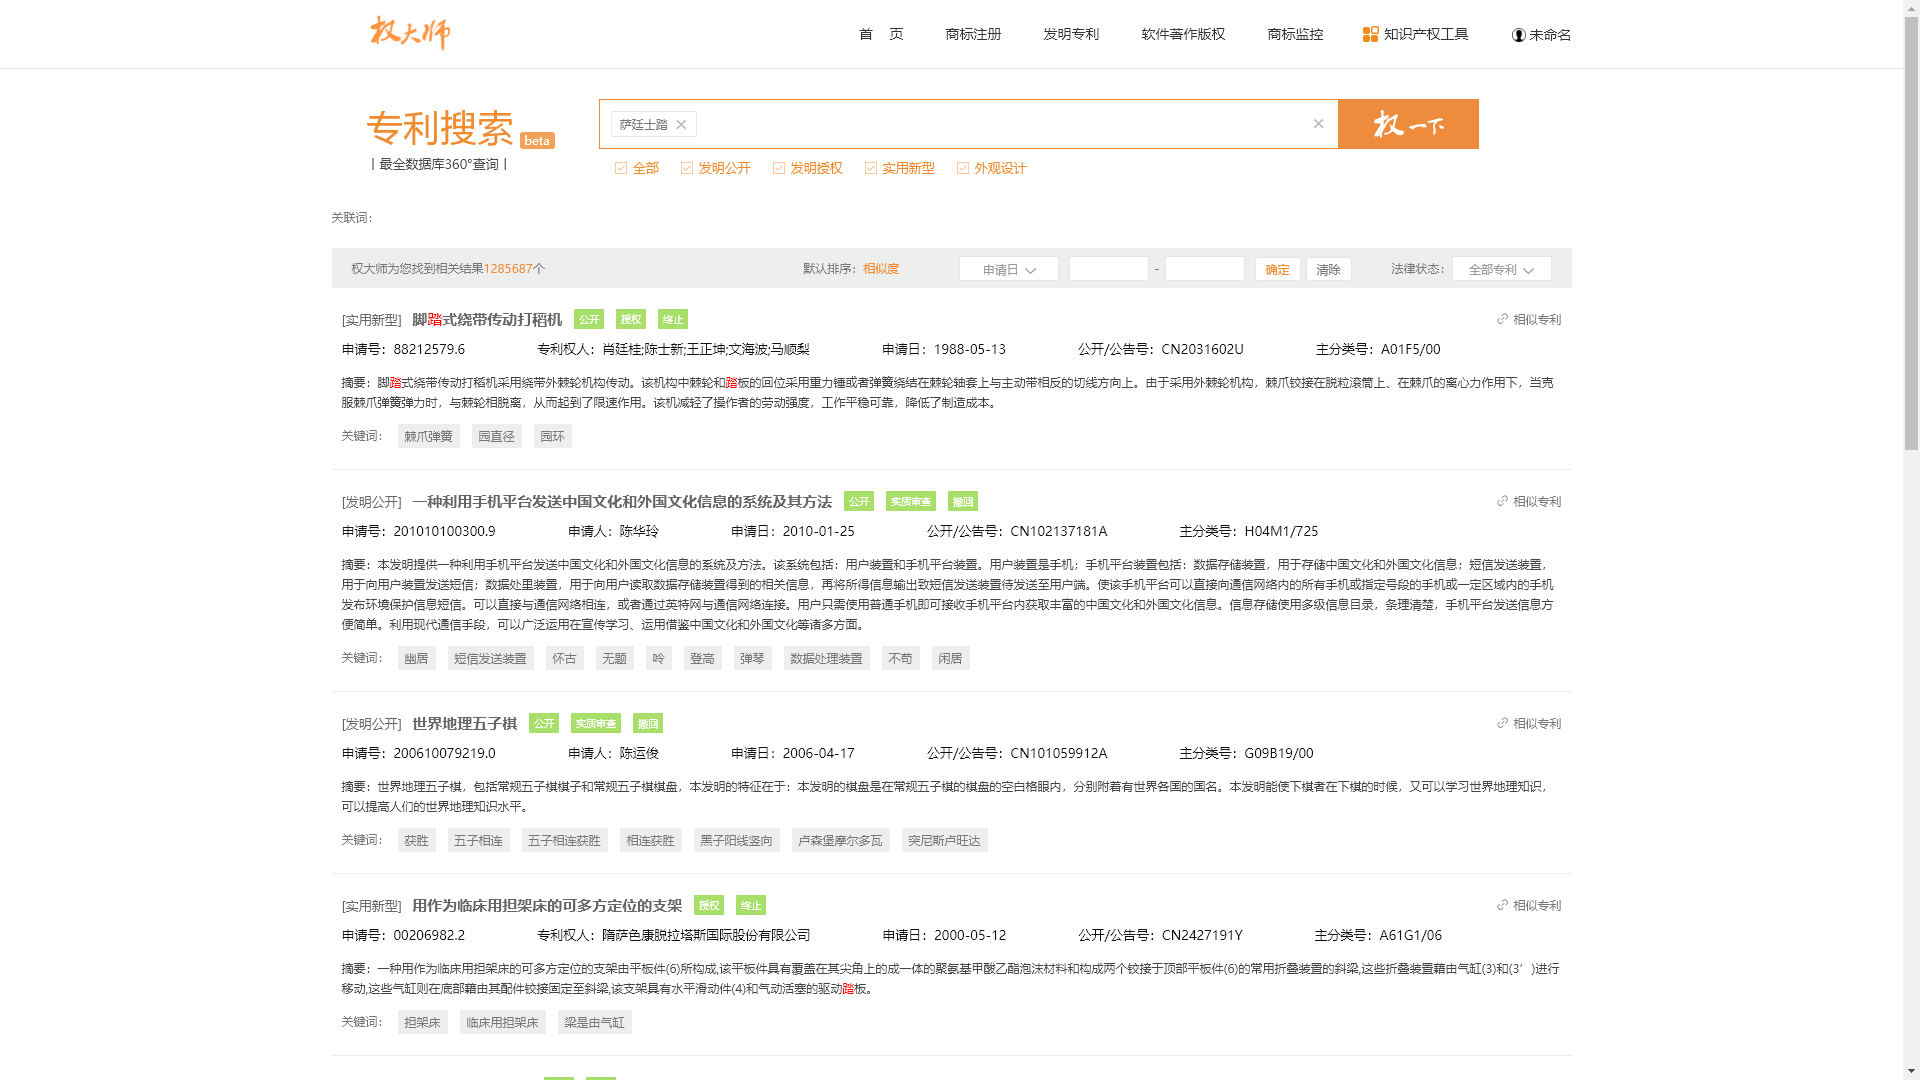 权大师
首 页 商标注册 发明专利 软件著作版权 商标监控 知识产权工具 未命名
专利搜索 beta
最全数据库360°查询
萨廷士踏
权一下
全部 发明公开 发明授权 实用新型 外观设计
关联词：
权大师为您找到相关结果1285687个 默认排序：相似度 申请日 - 确定 清除 法律状态： 全部专利
[实用新型] 脚踏式绕带传动打稻机 公开 授权 终止 相似专利
申请号：88212579.6 专利权人：肖廷桂;陈士新;王正坤;文海波;马顺梨 申请日：1988-05-13 公开/公告号：CN2031602U 主分类号：A01F5/00
摘要：脚踏式绕带传动打稻机采用绕带外棘轮机构传动。该机构中棘轮和踏板的回位采用重力锤或者弹簧绕结在棘轮轴套上与主动带相反的切线方向上。由于采用外棘轮机构，棘爪铰接在脱粒滚筒上、在棘爪的离心力作用下，当克
服棘爪弹簧弹力时，与棘轮相脱离，从而起到了限速作用。该机减轻了操作者的劳动强度，工作平稳可靠，降低了制造成本。
关键词： 棘爪弹簧 园直径 园环
[发明公开] 一种利用手机平台发送中国文化和外国文化信息的系统及其方法 公开 实质审查 撤回 相似专利
申请号：201010100300.9 申请人：陈华玲 申请日：2010-01-25 公开/公告号：CN102137181A 主分类号：H04M1/725
摘要：本发明提供一种利用手机平台发送中国文化和外国文化信息的系统及方法。该系统包括：用户装置和手机平台装置。用户装置是手机；手机平台装置包括：数据存储装置，用于存储中国文化和外国文化信息；短信发送装置，
用于向用户装置发送短信；数据处里装置，用于向用户读取数据存储装置得到的相关信息，再将所得信息输出致短信发送装置待发送至用户端。使该手机平台可以直接向通信网络内的所有手机或指定号段的手机或一定区域内的手机
发布环境保护信息短信。可以直接与通信网络相连，或者通过英特网与通信网络连接。用户只需使用普通手机即可接收手机平台内获取丰富的中国文化和外国文化信息。信息存储使用多级信息目录，条理清楚，手机平台发送信息方
便简单。利用现代通信手段，可以广泛运用在宣传学习、运用借鉴中国文化和外国文化等诸多方面。
关键词： 幽居 短信发送装置 怀古 无题 吟 登高 弹琴 数据处理装置 不苟 闲居
[发明公开] 世界地理五子棋 公开 实质审查 撤回 相似专利
申请号：200610079219.0 申请人：陈运俊 申请日：2006-04-17 公开/公告号：CN101059912A 主分类号：G09B19/00
摘要：世界地理五子棋，包括常规五子棋棋子和常规五子棋棋盘，本发明的特征在于：本发明的棋盘是在常规五子棋的棋盘的空白格眼内，分别附着有世界各国的国名。本发明能使下棋者在下棋的时候，又可以学习世界地理知识，
可以提高人们的世界地理知识水平。
关键词： 获胜 五子相连 五子相连获胜 相连获胜 黑子阳线竖向 卢森堡摩尔多瓦 突尼斯卢旺达
[实用新型] 用作为临床用担架床的可多方定位的支架 授权 终止 相似专利
申请号：00206982.2 专利权人：隋萨色康脱拉塔斯国际股份有限公司 申请日：2000-05-12 公开/公告号：CN2427191Y 主分类号：A61G1/06
摘要：一种用作为临床用担架床的可多方定位的支架由平板件(6)所构成,该平板件具有覆盖在其尖角上的成一体的聚氨基甲酸乙酯泡沫材料和构成两个铰接于顶部平板件(6)的常用折叠装置的斜梁,这些折叠装置藉由气缸(3)和(3′)进行
移动,这些气缸则在底部藉由其配件铰接固定至斜梁,该支架具有水平滑动件(4)和气动活塞的驱动踏板。
关键词： 担架床 临床用担架床 梁是由气缸